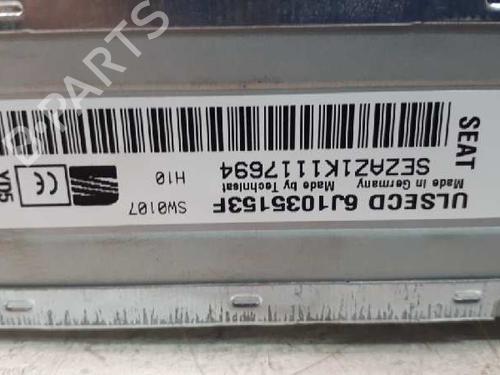 SEAT
ULSECD 6J1035153F
Made in Germany
Made by Technisat
SEZAZ1K1117694
SW0107
H10
CE
YD5
B-PARTS